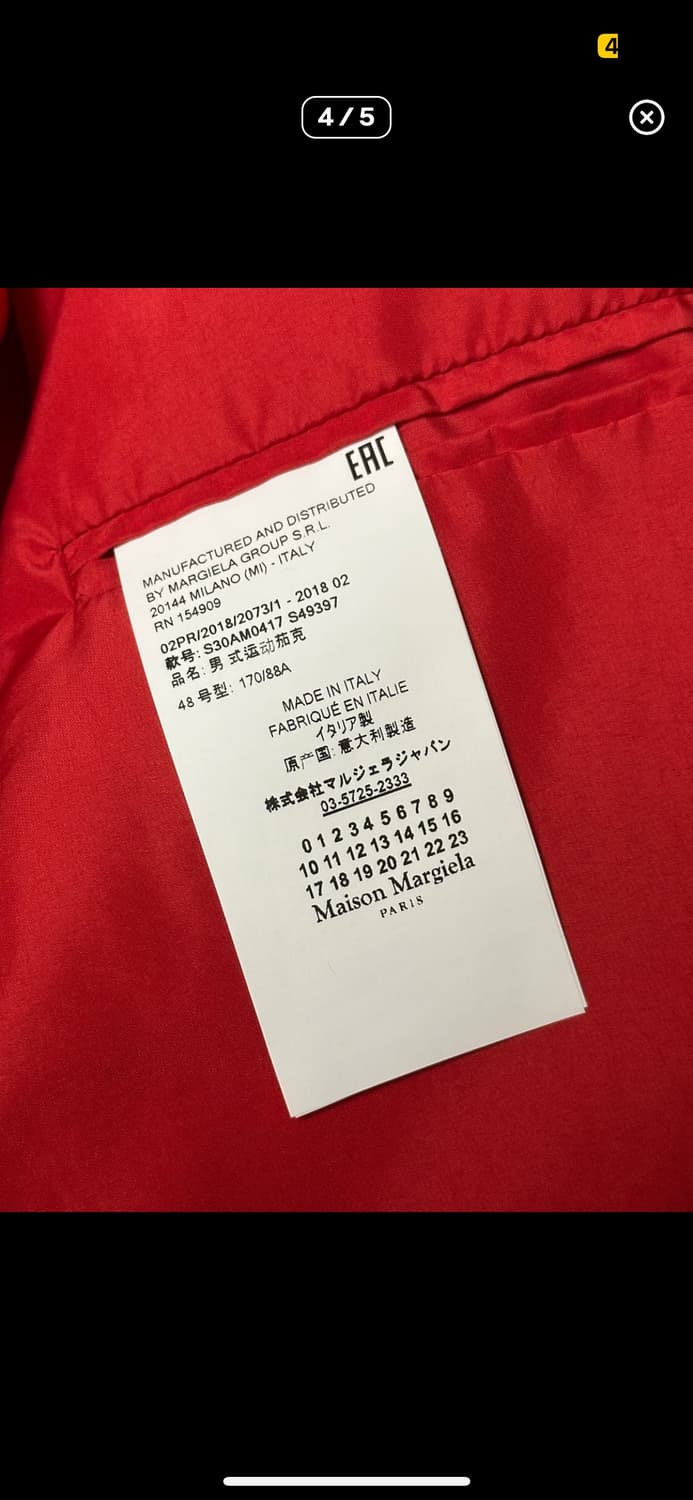 4
4/5
EAC
MANUFACTURED AND DISTRIBUTED
BY MARGIELA GROUP S.R.L.
20144 MILANO (MI) - ITALY
RN 154909
02PR/2018/2073/1 - 2018 02
款号: S30AM0417 S49397
品名: 男 式运动茄克
48 号型: 170/88A
MADE IN ITALY
FABRIQUÉ EN ITALIE
イタリア製
原产国: 意大利製造
株式会社マルジェラジャパン
03-5725-2333
0 1 2 3 4 5 6 7 8 9
10 11 12 13 14 15 16
17 18 19 20 21 22 23
Maison Margiela
PARIS